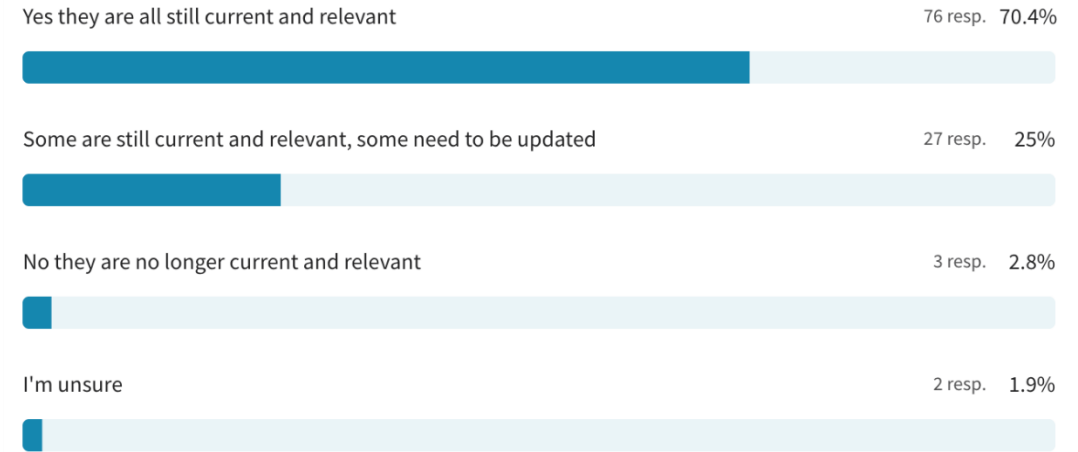 Yes they are all still current and relevant 76 resp. 70.4%
Some are still current and relevant, some need to be updated 27 resp. 25%
No they are no longer current and relevant 3 resp. 2.8%
I'm unsure 2 resp. 1.9%